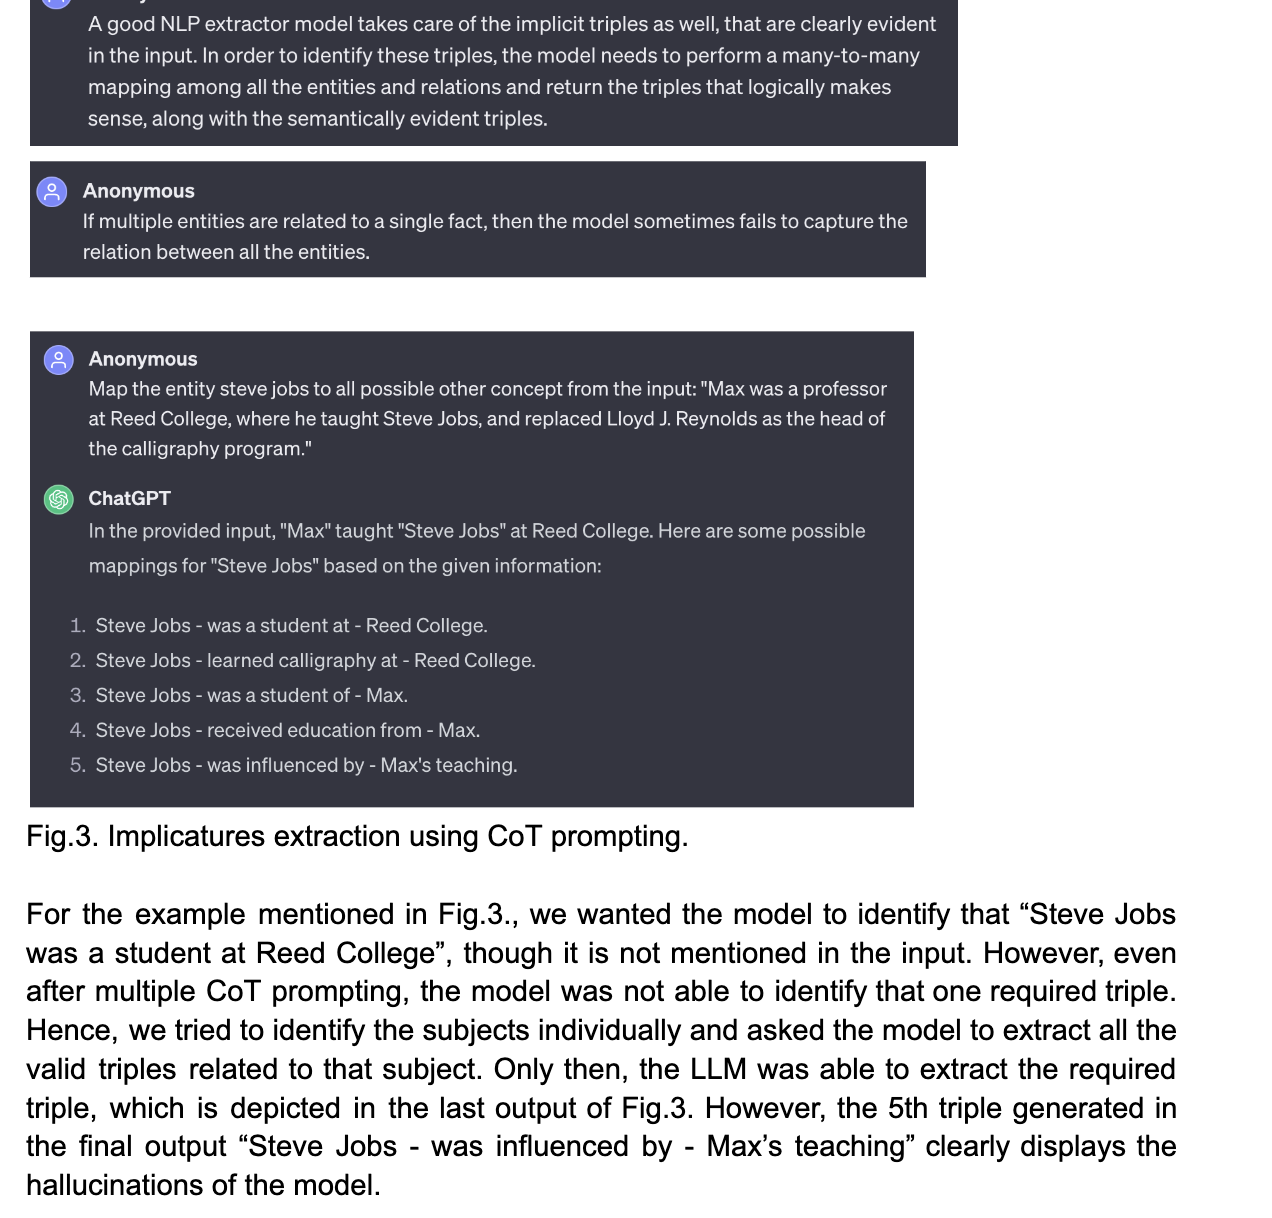 A good NLP extractor model takes care of the implicit triples as well, that are clearly evident
in the input. In order to identify these triples, the model needs to perform a many-to-many
mapping among all the entities and relations and return the triples that logically makes
sense, along with the semantically evident triples.
Anonymous
If multiple entities are related to a single fact, then the model sometimes fails to capture the
relation between all the entities.
Anonymous
Map the entity steve jobs to all possible other concept from the input: "Max was a professor
at Reed College, where he taught Steve Jobs, and replaced Lloyd J. Reynolds as the head of
the calligraphy program."
ChatGPT
In the provided input, "Max" taught "Steve Jobs" at Reed College. Here are some possible
mappings for "Steve Jobs" based on the given information:
1. Steve Jobs - was a student at - Reed College.
2. Steve Jobs - learned calligraphy at - Reed College.
3. Steve Jobs - was a student of - Max.
4. Steve Jobs - received education from - Max.
5. Steve Jobs - was influenced by - Max's teaching.
Fig.3. Implicatures extraction using CoT prompting.
For the example mentioned in Fig.3., we wanted the model to identify that “Steve Jobs
was a student at Reed College”, though it is not mentioned in the input. However, even
after multiple CoT prompting, the model was not able to identify that one required triple.
Hence, we tried to identify the subjects individually and asked the model to extract all the
valid triples related to that subject. Only then, the LLM was able to extract the required
triple, which is depicted in the last output of Fig.3. However, the 5th triple generated in
the final output “Steve Jobs - was influenced by - Max’s teaching” clearly displays the
hallucinations of the model.